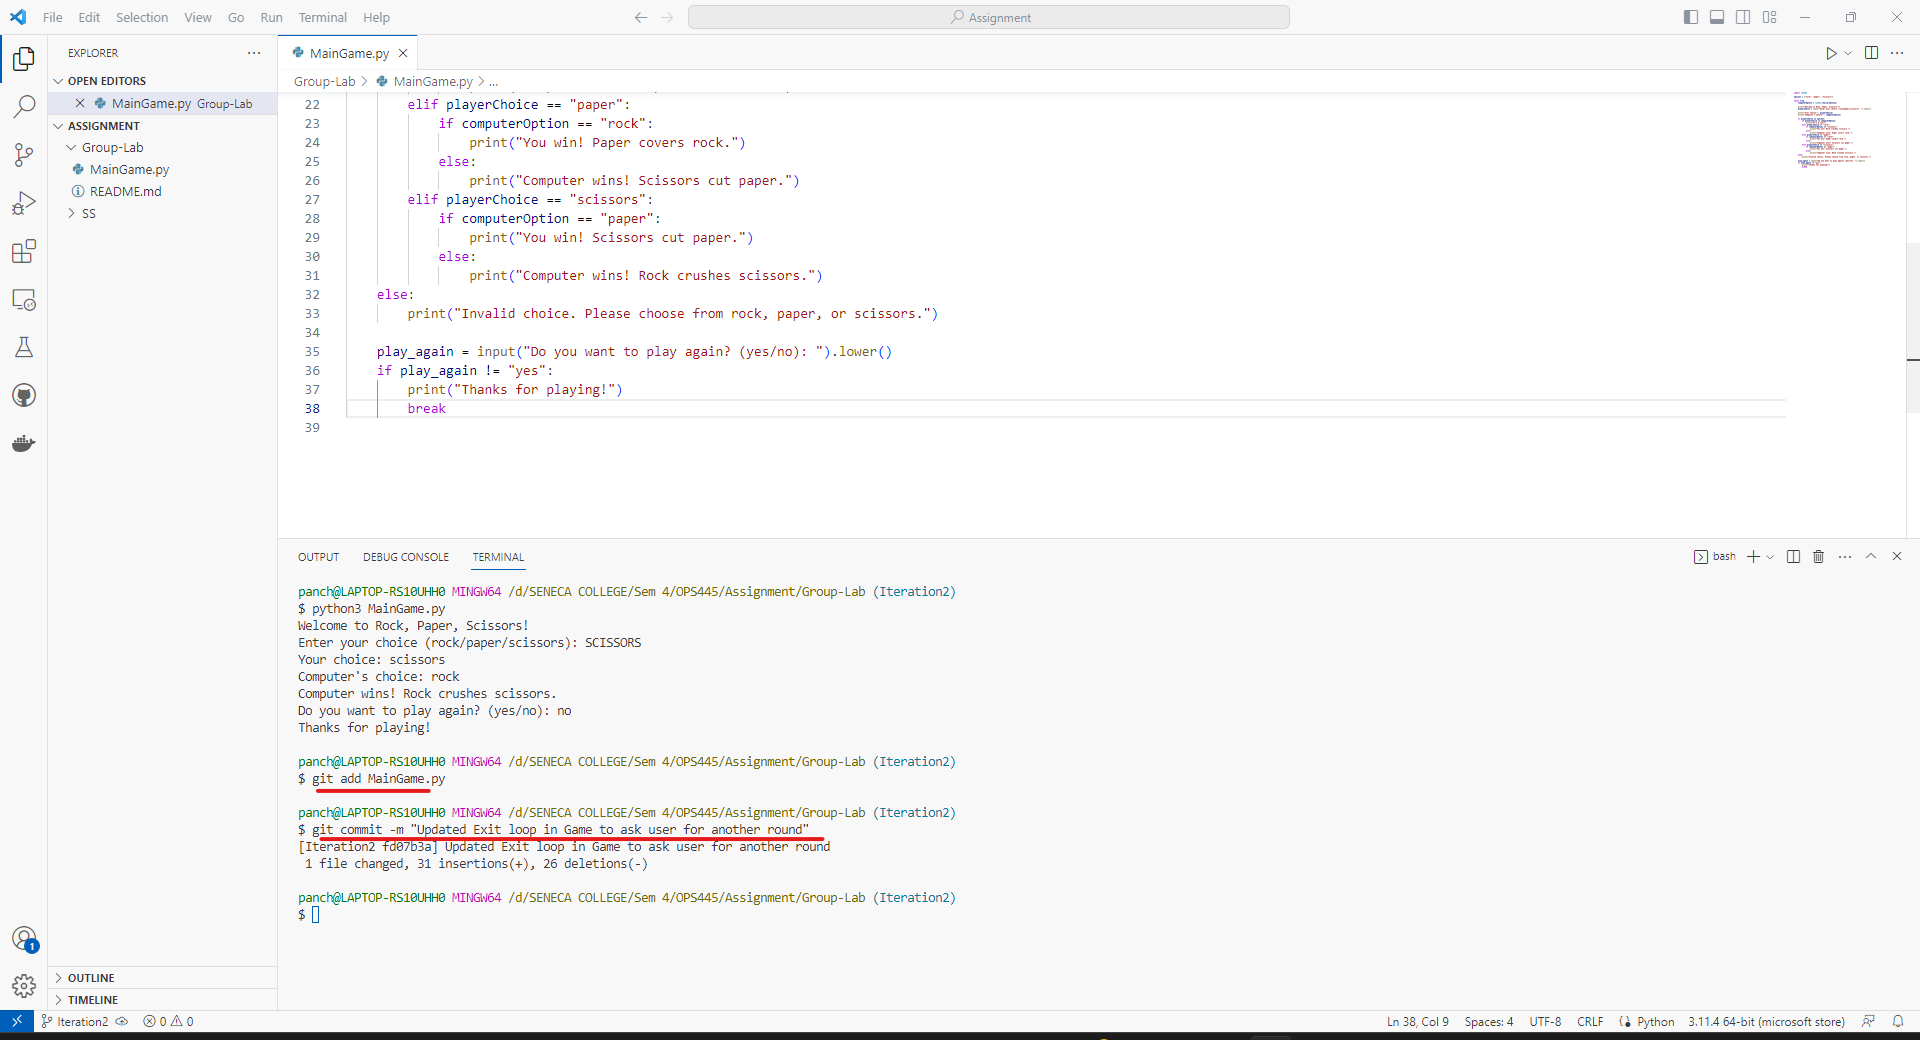 File Edit Selection View Go Run Terminal Help
Assignment
EXPLORER
OPEN EDITORS
MainGame.py Group-Lab
ASSIGNMENT
Group-Lab
MainGame.py
README.md
SS
OUTLINE
TIMELINE
MainGame.py
Group-Lab > MainGame.py > ...
22 elif playerChoice == "paper":
23 if computerOption == "rock":
24 print("You win! Paper covers rock.")
25 else:
26 print("Computer wins! Scissors cut paper.")
27 elif playerChoice == "scissors":
28 if computerOption == "paper":
29 print("You win! Scissors cut paper.")
30 else:
31 print("Computer wins! Rock crushes scissors.")
32 else:
33 print("Invalid choice. Please choose from rock, paper, or scissors.")
34
35 play_again = input("Do you want to play again? (yes/no): ").lower()
36 if play_again != "yes":
37 print("Thanks for playing!")
38 break
39
OUTPUT DEBUG CONSOLE TERMINAL
bash
panch@LAPTOP-RS10UHH0 MINGW64 /d/SENECA COLLEGE/Sem 4/OPS445/Assignment/Group-Lab (Iteration2)
$ python3 MainGame.py
Welcome to Rock, Paper, Scissors!
Enter your choice (rock/paper/scissors): SCISSORS
Your choice: scissors
Computer's choice: rock
Computer wins! Rock crushes scissors.
Do you want to play again? (yes/no): no
Thanks for playing!
panch@LAPTOP-RS10UHH0 MINGW64 /d/SENECA COLLEGE/Sem 4/OPS445/Assignment/Group-Lab (Iteration2)
$ git add MainGame.py
panch@LAPTOP-RS10UHH0 MINGW64 /d/SENECA COLLEGE/Sem 4/OPS445/Assignment/Group-Lab (Iteration2)
$ git commit -m "Updated Exit loop in Game to ask user for another round"
[Iteration2 fd07b3a] Updated Exit loop in Game to ask user for another round
1 file changed, 31 insertions(+), 26 deletions(-)
panch@LAPTOP-RS10UHH0 MINGW64 /d/SENECA COLLEGE/Sem 4/OPS445/Assignment/Group-Lab (Iteration2)
$
1
Iteration2 0 0 Ln 38, Col 9 Spaces: 4 UTF-8 CRLF Python 3.11.4 64-bit (microsoft store)